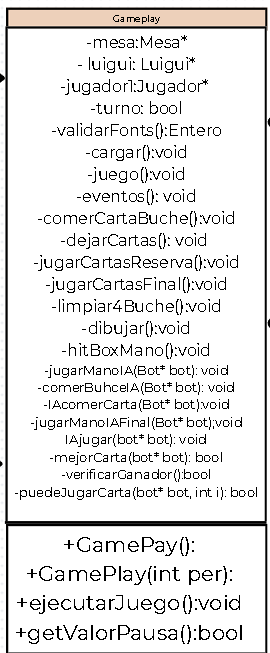 Gameplay
-mesa:Mesa*
- luigui: Luigui*
-jugador1:Jugador*
-turno: bool
-validarFonts():Entero
-cargar():void
-juego():void
-eventos(): void
-comerCartaBuche():void
-dejarCartas(): void
-jugarCartasReserva():void
-jugarCartasFinal():void
-limpiar4Buche():void
-dibujar():void
-hitBoxMano():void
-jugarManoIA(Bot* bot): void
-comerBuhceIA(Bot* bot): void
-IAcomerCarta(Bot* bot):void
-jugarManoIAFinal(Bot* bot);void
IAjugar(bot* bot): void
-mejorCarta(bot* bot): bool
-verificarGanador():bool
-puedeJugarCarta(bot* bot, int i): bool
+GamePay():
+GamePlay(int per):
+ejecutarJuego():void
+getValorPausa():bool